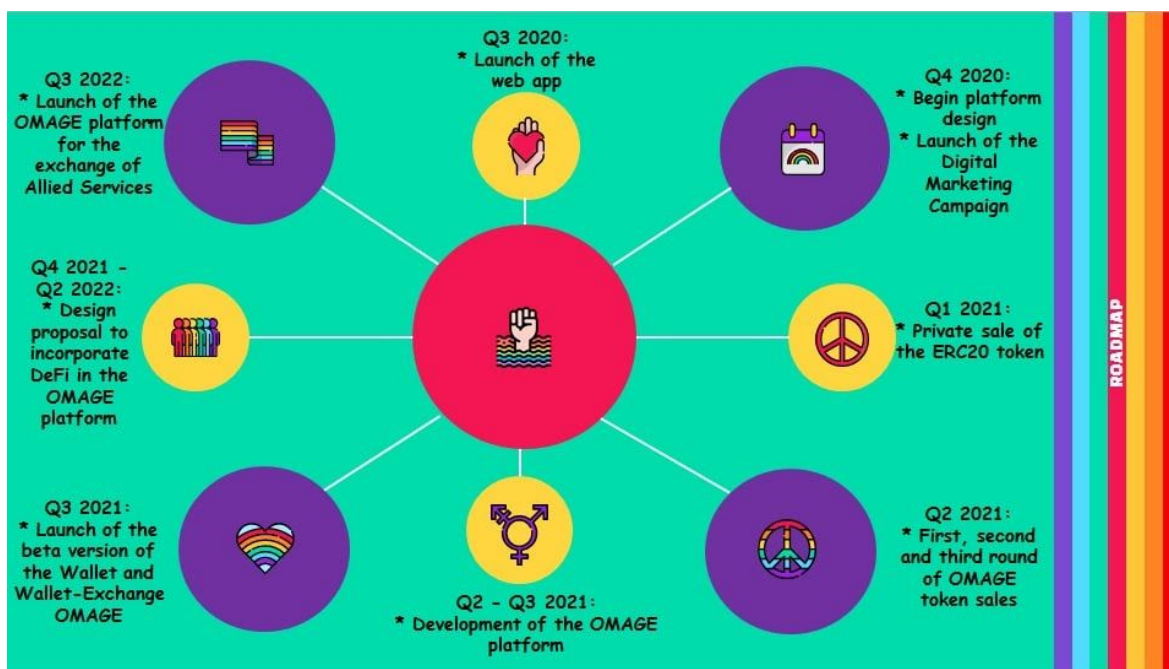 Q3 2020:
* Launch of the
web app
Q4 2020:
* Begin platform
design
* Launch of the
Digital
Marketing
Campaign
Q1 2021:
* Private sale of
the ERC20 token
Q2 2021:
* First, second
and third round
of OMAGE
token sales
Q2 - Q3 2021:
* Development of the OMAGE
platform
Q3 2021:
* Launch of the
beta version of
the Wallet and
Wallet-Exchange
OMAGE
Q4 2021 -
Q2 2022:
* Design
proposal to
incorporate
DeFi in the
OMAGE
platform
Q3 2022:
* Launch of the
OMAGE platform
for the
exchange of
Allied Services
ROADMAP